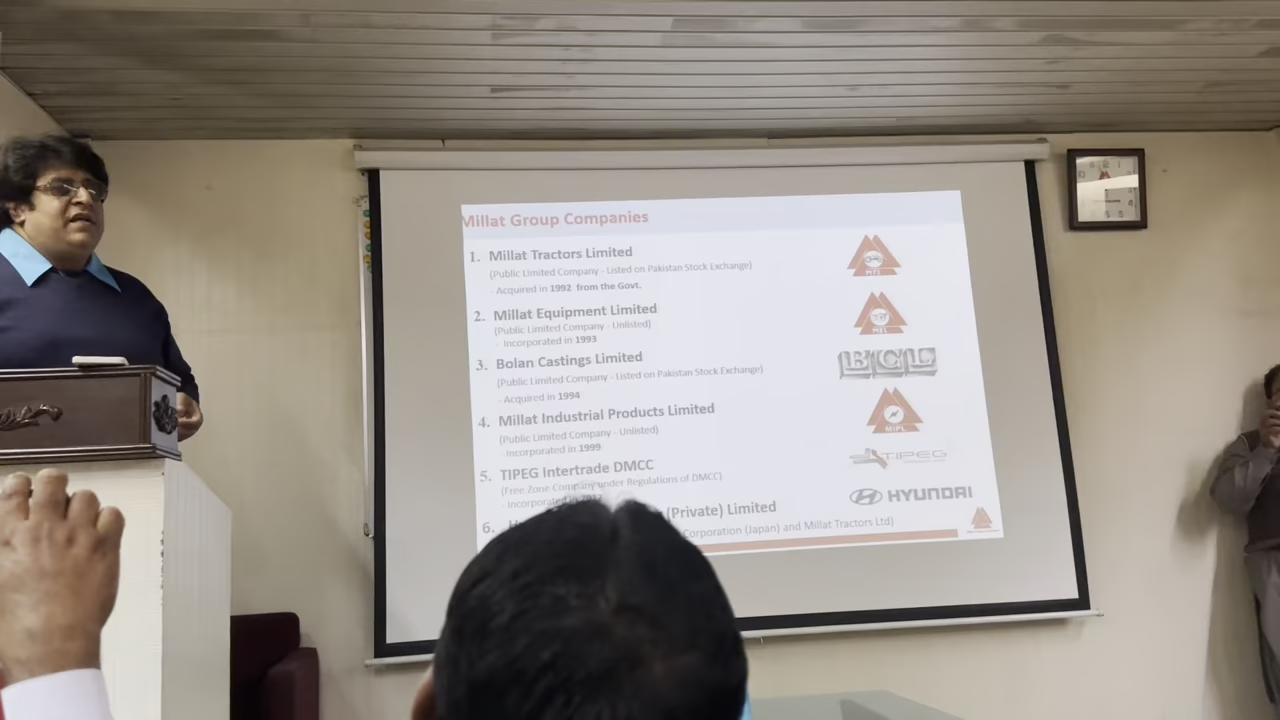 Millat Group Companies
1. Millat Tractors Limited
(Public Limited Company - Listed on Pakistan Stock Exchange)
- Acquired in 1992 from the Govt.
MTL
2. Millat Equipment Limited
(Public Limited Company - Unlisted)
- Incorporated in 1993
MEL
3. Bolan Castings Limited
(Public Limited Company - Listed on Pakistan Stock Exchange)
- Acquired in 1994
BCL
4. Millat Industrial Products Limited
(Public Limited Company - Unlisted)
- Incorporated in 1999
MIPL
5. TIPEG Intertrade DMCC
(Free Zone Company under Regulations of DMCC)
- Incorporated in
TIPEG
6. (Private) Limited
Corporation (Japan) and Millat Tractors Ltd)
HYUNDAI